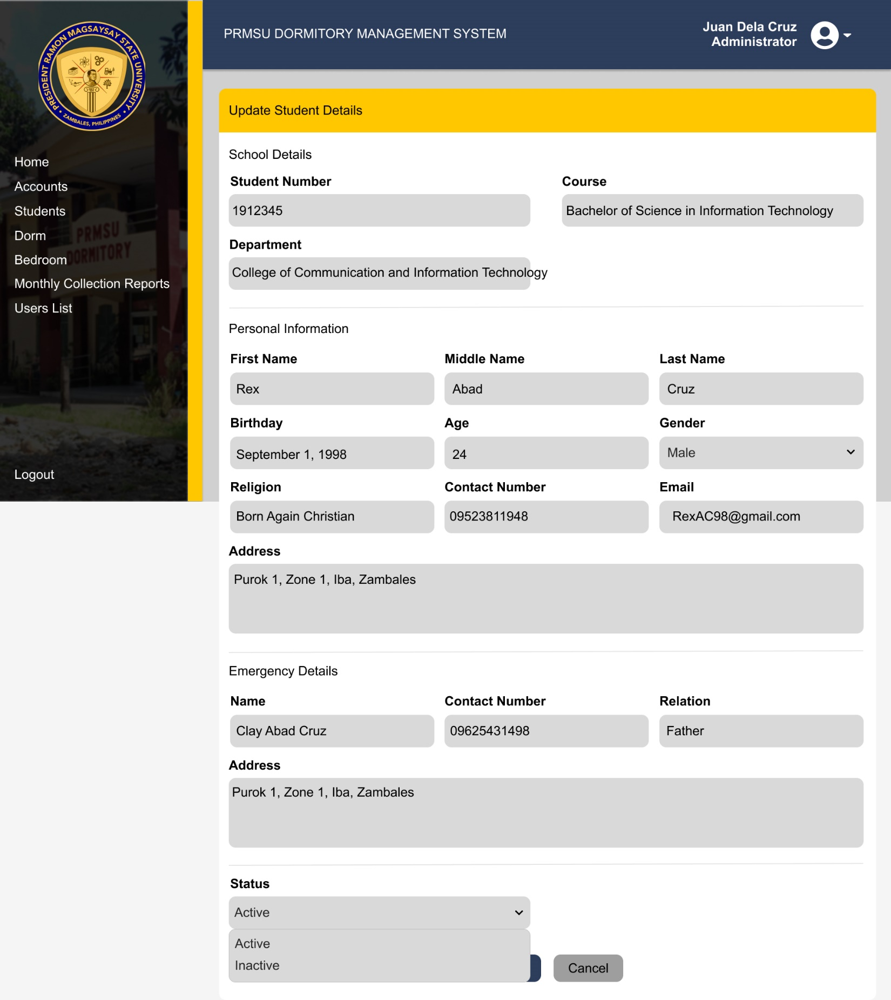 PRESIDENT RAMON MAGSAYSAY STATE UNIVERSITY
ZAMBALES, PHILIPPINES
Home
Accounts
Students
Dorm
Bedroom
Monthly Collection Reports
Users List
PRMSU
DORMITORY
Logout
PRMSU DORMITORY MANAGEMENT SYSTEM
Juan Dela Cruz
Administrator
Update Student Details
School Details
Student Number
Course
1912345
Bachelor of Science in Information Technology
Department
College of Communication and Information Technology
Personal Information
First Name
Middle Name
Last Name
Rex
Abad
Cruz
Birthday
Age
Gender
September 1, 1998
24
Male
Religion
Contact Number
Email
Born Again Christian
09523811948
RexAC98@gmail.com
Address
Purok 1, Zone 1, Iba, Zambales
Emergency Details
Name
Contact Number
Relation
Clay Abad Cruz
09625431498
Father
Address
Purok 1, Zone 1, Iba, Zambales
Status
Active
Active
Inactive
Cancel